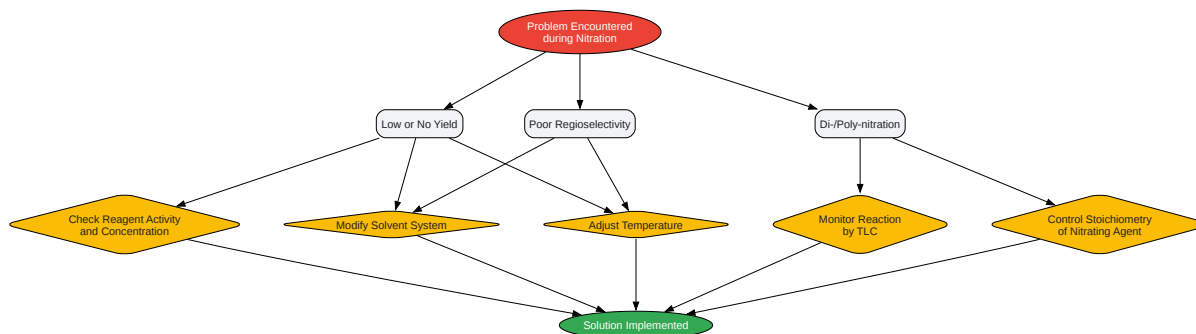 Problem Encountered
during Nitration
Low or No Yield
Poor Regioselectivity
Di-/Poly-nitration
Check Reagent Activity
and Concentration
Modify Solvent System
Adjust Temperature
Monitor Reaction
by TLC
Control Stoichiometry
of Nitrating Agent
Solution Implemented